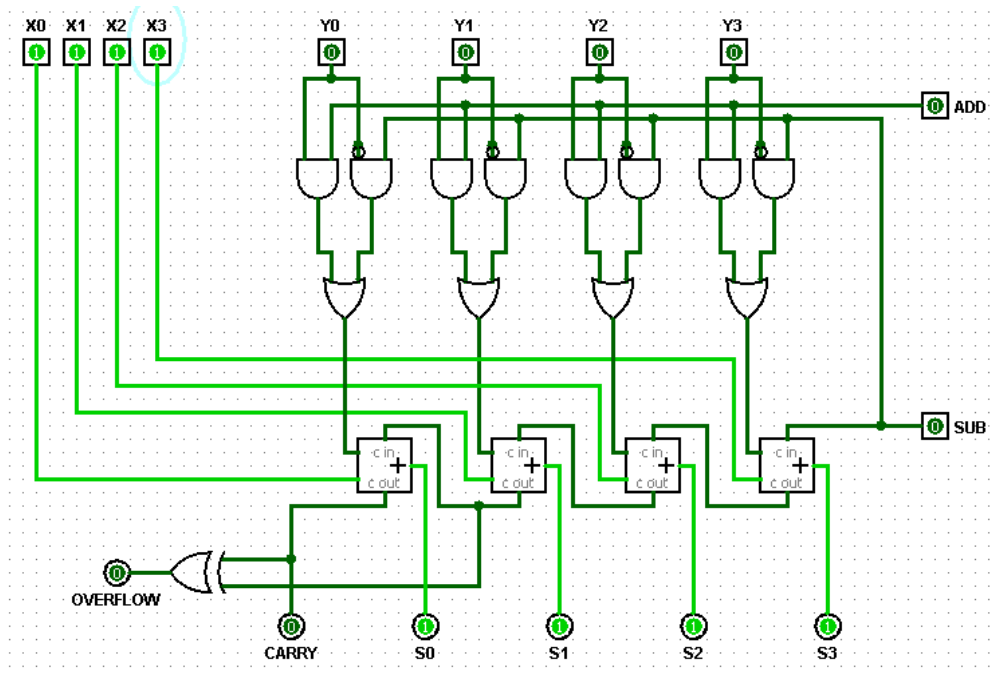 X0 X1 X2 X3 Y0 Y1 Y2 Y3
1 1 1 1 0 0 0 0
0 ADD
0 SUB
c in c in c in c in
+ + + +
c out c out c out c out
0
OVERFLOW
0 1 1 1 1
CARRY S0 S1 S2 S3